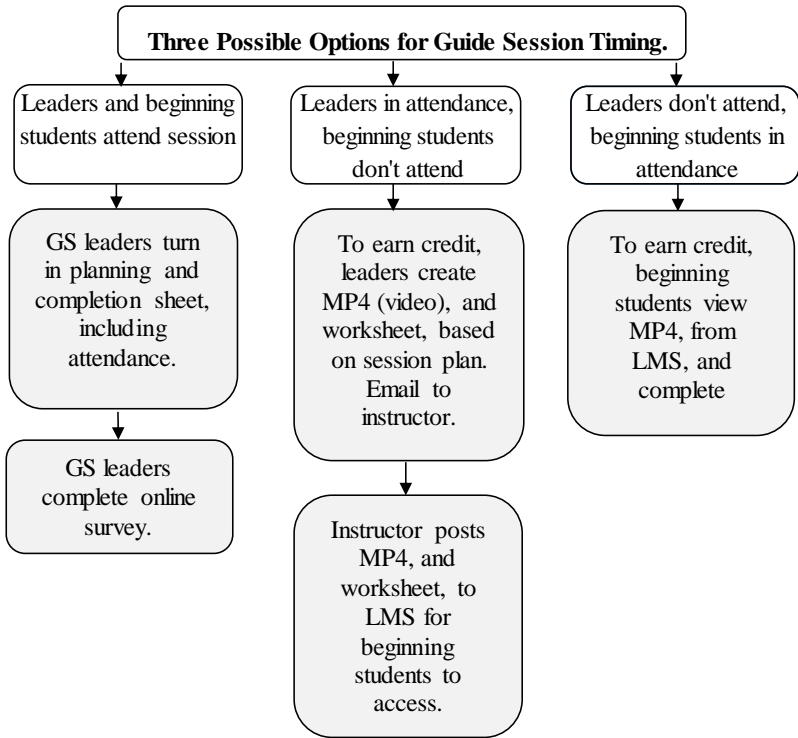 Three Possible Options for Guide Session Timing.
Leaders and beginning
students attend session
GS leaders turn
in planning and
completion sheet,
including
attendance.
GS leaders
complete online
survey.
Leaders in attendance,
beginning students
don't attend
To earn credit,
leaders create
MP4 (video), and
worksheet, based
on session plan.
Email to
instructor.
Instructor posts
MP4, and
worksheet, to
LMS for
beginning
students to
access.
Leaders don't attend,
beginning students in
attendance
To earn credit,
beginning
students view
MP4, from
LMS, and
complete